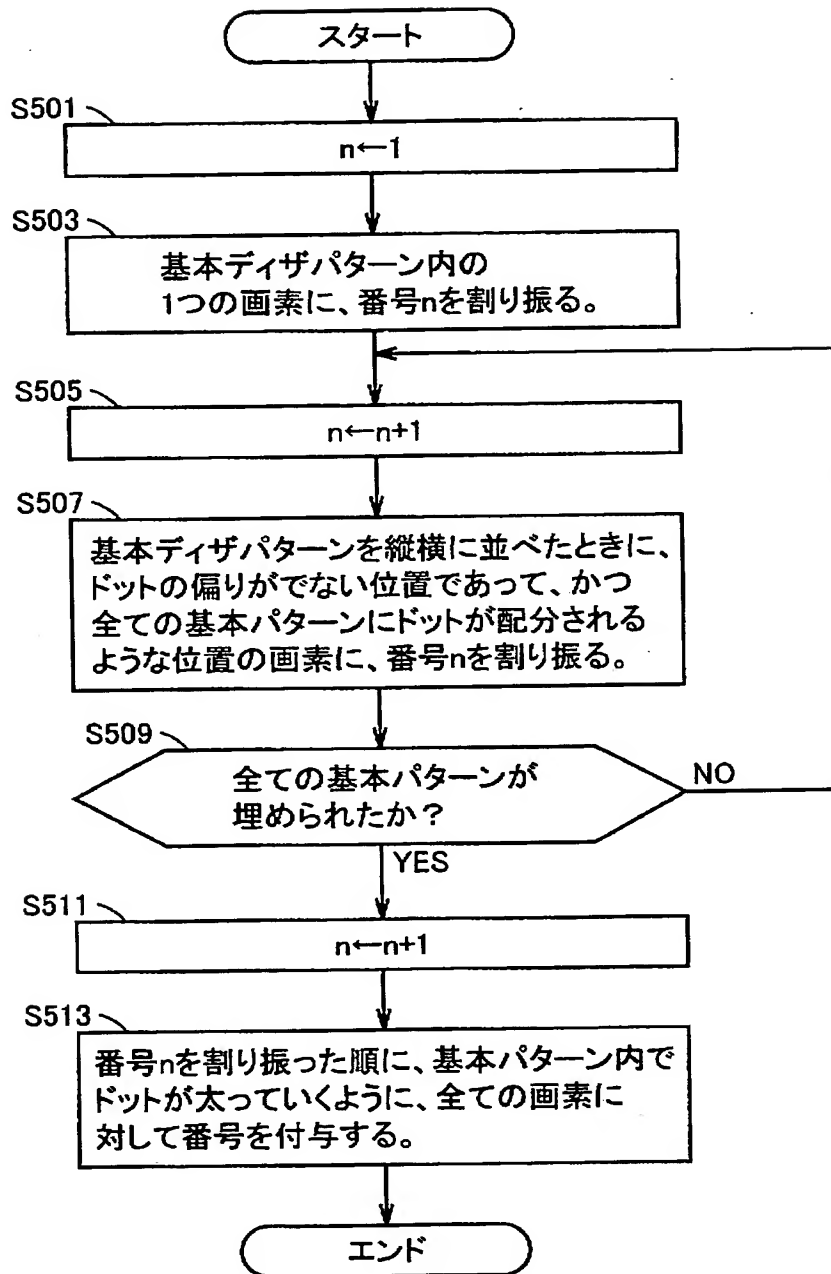 スタート
S501
n←1
S503
基本ディザパターン内の
1つの画素に、番号nを割り振る。
S505
n←n+1
S507
基本ディザパターンを縦横に並べたときに、
ドットの偏りがでない位置であって、かつ
全ての基本パターンにドットが配分される
ような位置の画素に、番号nを割り振る。
S509
全ての基本パターンが
埋められたか?
NO
YES
S511
n←n+1
S513
番号nを割り振った順に、基本パターン内で
ドットが太っていくように、全ての画素に
対して番号を付与する。
エンド